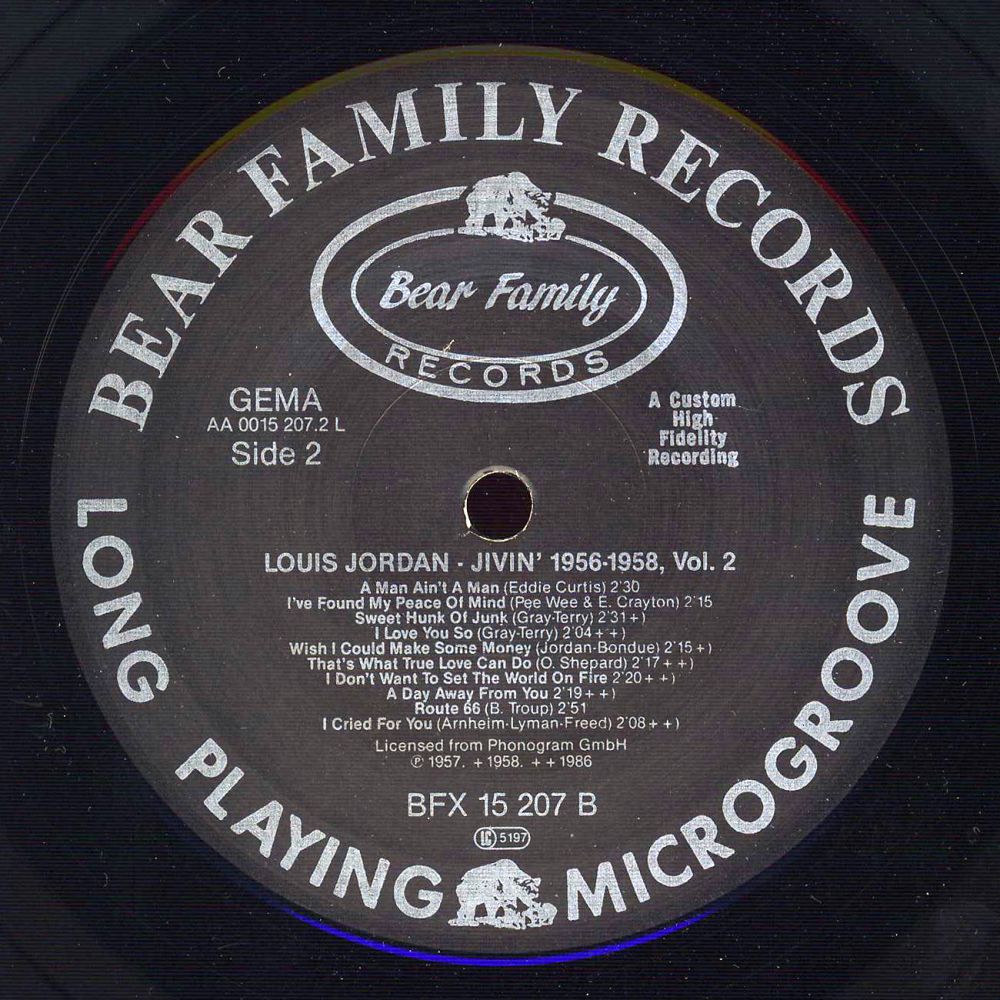 BEAR FAMILY RECORDS
Bear Family
RECORDS
GEMA
AA 0015 207.2 L
Side 2
A Custom
High
Fidelity
Recording
LOUIS JORDAN - JIVIN' 1956-1958, Vol. 2
A Man Ain't A Man (Eddie Curtis) 2'30
I've Found My Peace Of Mind (Pee Wee & E. Crayton) 2'15
Sweet Hunk Of Junk (Gray-Terry) 2'31+)
I Love You So (Gray-Terry) 2'04++)
Wish I Could Make Some Money (Jordan-Bondue) 2'15+)
That's What True Love Can Do (O. Shepard) 2'17++)
I Don't Want To Set The World On Fire 2'20++)
A Day Away From You 2'19++)
Route 66 (B. Troup) 2'51
I Cried For You (Arnheim-Lyman-Freed) 2'08++)
Licensed from Phonogram GmbH
℗ 1957. +1958. ++1986
BFX 15 207 B
LC 5197
LONG PLAYING MICROGROOVE